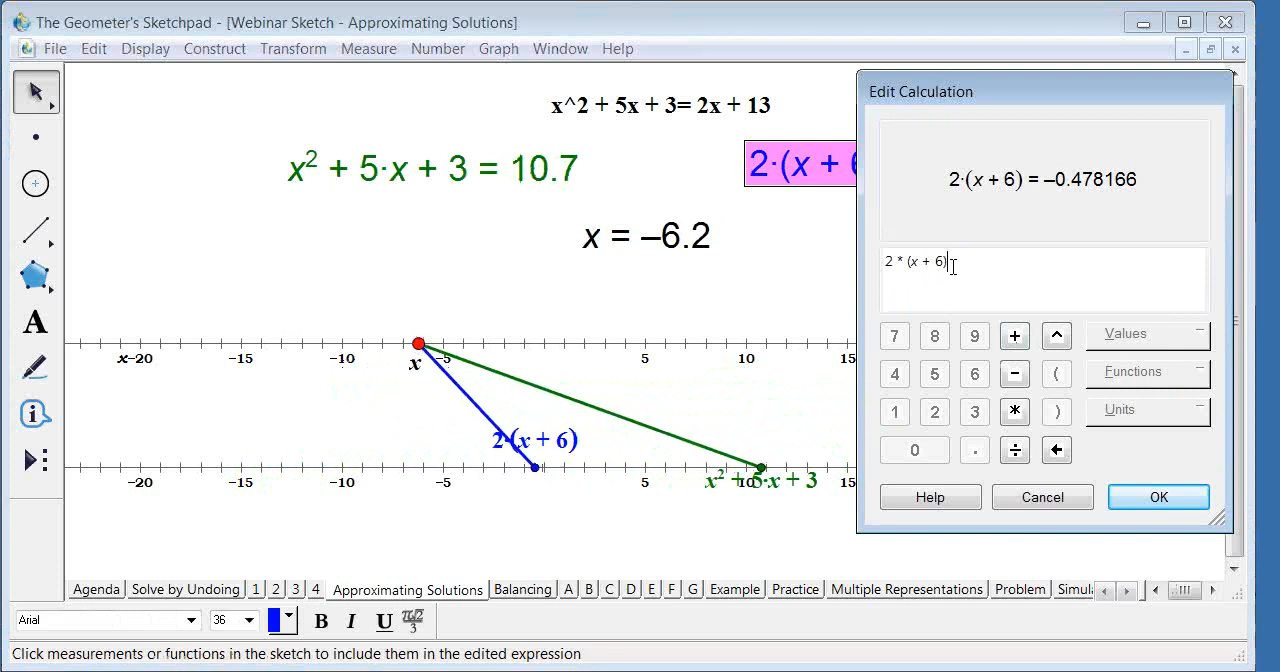 The Geometer's Sketchpad - [Webinar Sketch - Approximating Solutions]
File Edit Display Construct Transform Measure Number Graph Window Help
x^2 + 5x + 3= 2x + 13
x² + 5·x + 3 = 10.7
2·(x + 6
x = –6.2
x -20 -15 -10 -5 5 10 15
x
2·(x + 6)
-20 -15 -10 -5 5 10 15
x² + 5·x + 3
Edit Calculation
2·(x + 6) = –0.478166
2 * (x + 6)
7 8 9 + ^ Values
4 5 6 − ( Functions
1 2 3 * ) Units
0 . ÷
Help Cancel OK
Agenda Solve by Undoing 1 2 3 4 Approximating Solutions Balancing A B C D E F G Example Practice Multiple Representations Problem Simula
Arial 36 B I U
Click measurements or functions in the sketch to include them in the edited expression